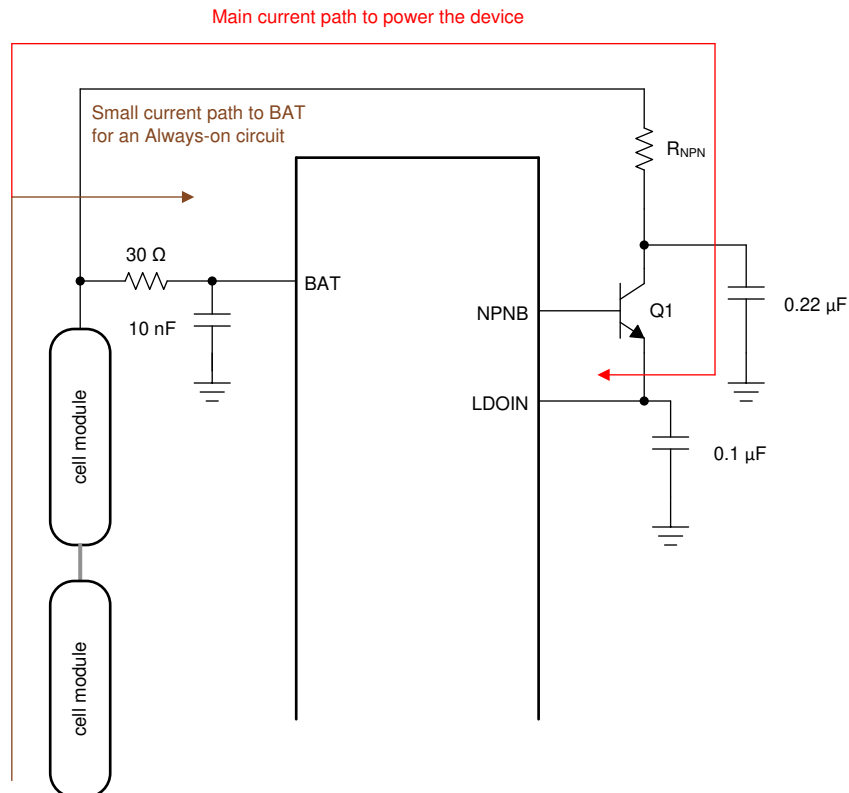 Main current path to power the device
Small current path to BAT
for an Always-on circuit
RNPN
30 Ω
BAT
10 nF
NPNB
Q1
0.22 µF
LDOIN
0.1 µF
cell module
cell module